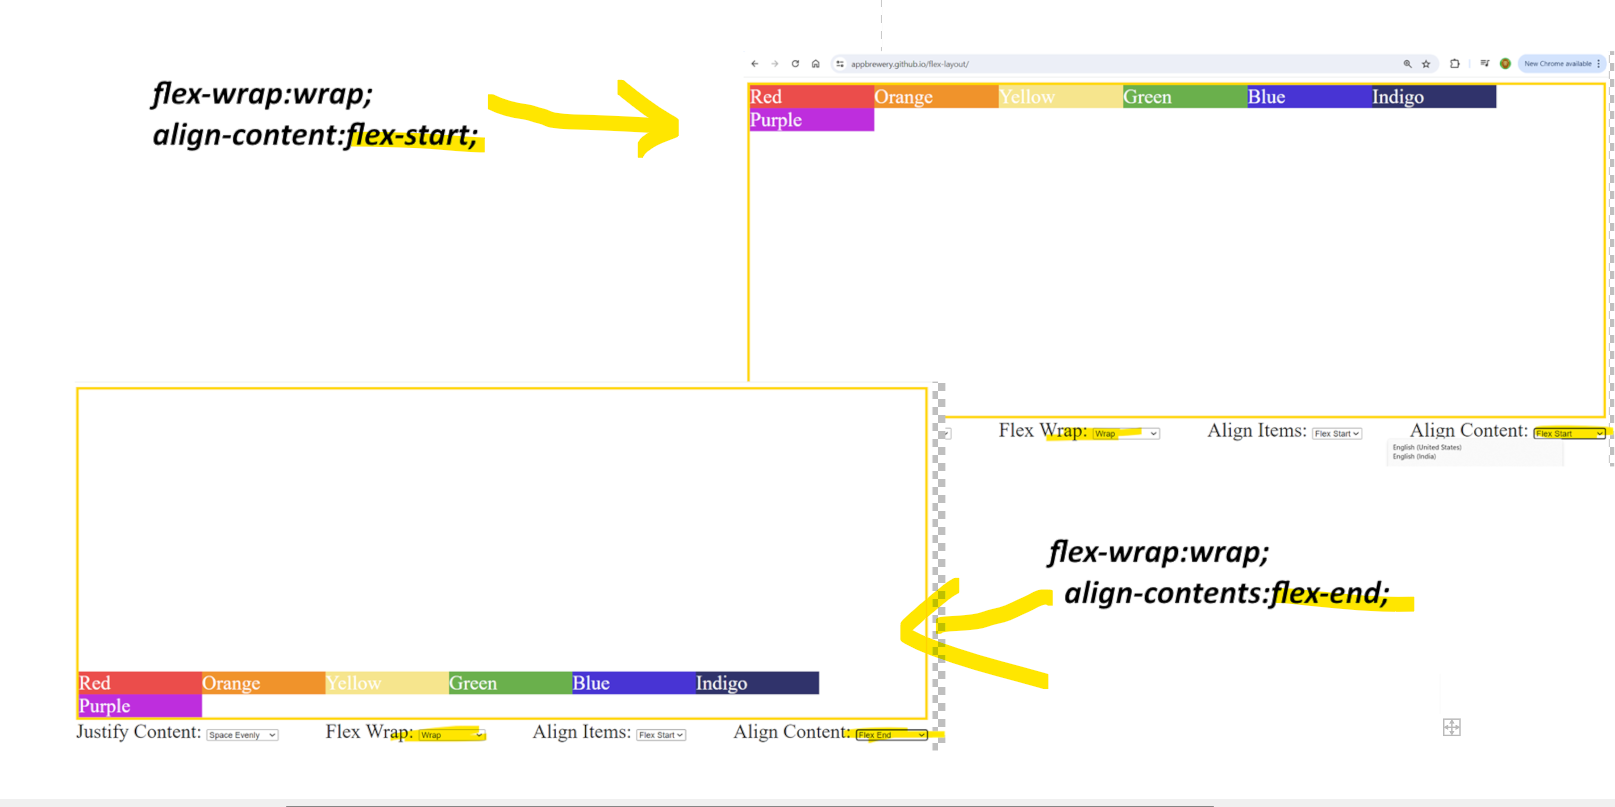 appbrewery.github.io/flex-layout/
New Chrome available
flex-wrap:wrap;
align-content:flex-start;
Red Orange Yellow Green Blue Indigo
Purple
Flex Wrap: Wrap Align Items: Flex Start Align Content: Flex Start
English (United States)
English (India)
flex-wrap:wrap;
align-contents:flex-end;
Red Orange Yellow Green Blue Indigo
Purple
Justify Content: Space Evenly Flex Wrap: Wrap Align Items: Flex Start Align Content: Flex End